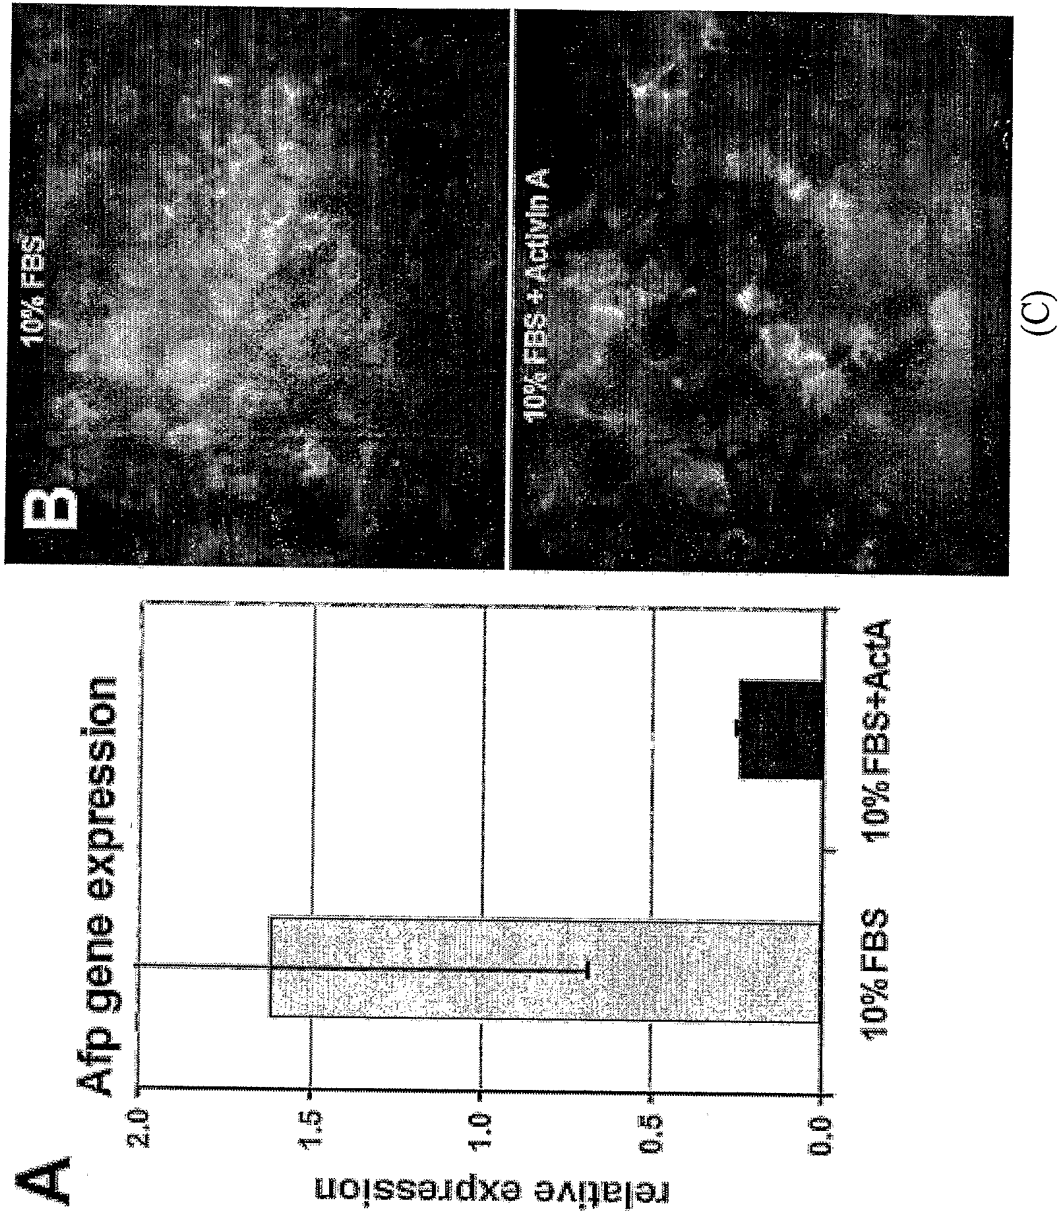 A
Afp gene expression
relative expression
2.0
1.5
1.0
0.5
0.0
10%FBS
10%FBS+ActA
B
10% FBS
10% FBS + Activin A
(C)